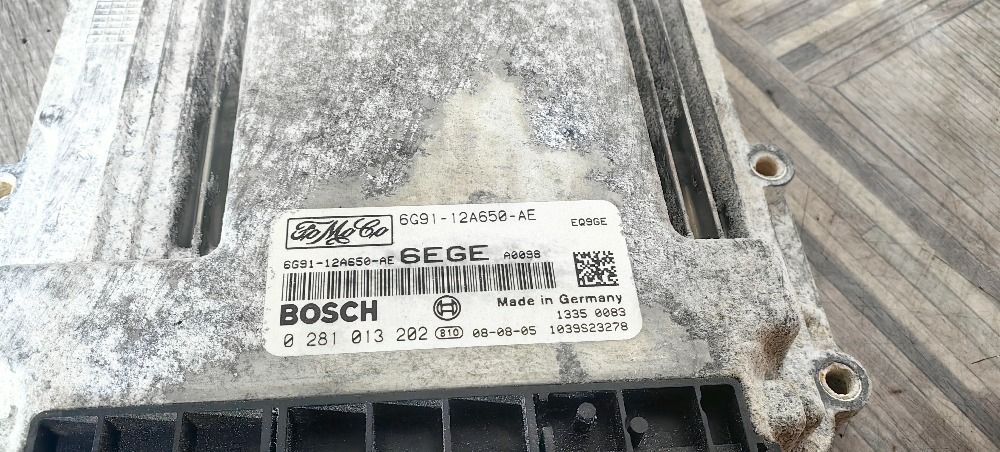 FoMoCo 6G91-12A650-AE EQ9GE
6G91-12A650-AE 6EGE A0098
BOSCH Made in Germany
1335 0083
0 281 013 202 810 08-08-05 1039S23278